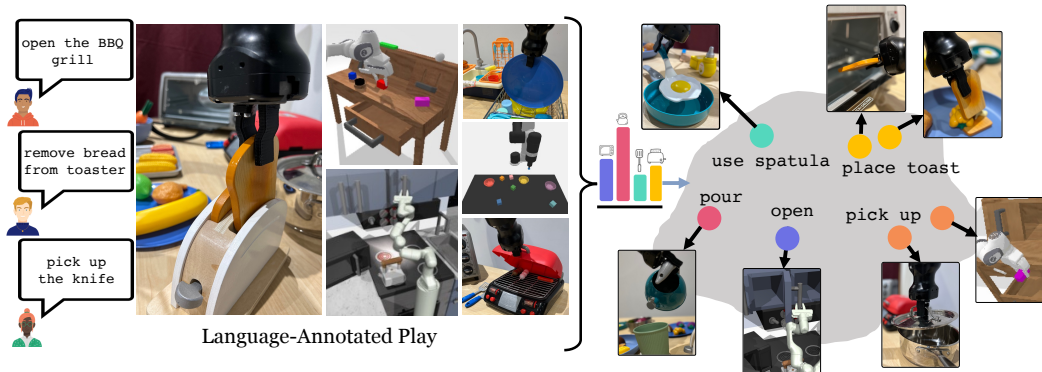 open the BBQ
grill
remove bread
from toaster
pick up
the knife
Language-Annotated Play
use spatula
place toast
pour
open
pick up